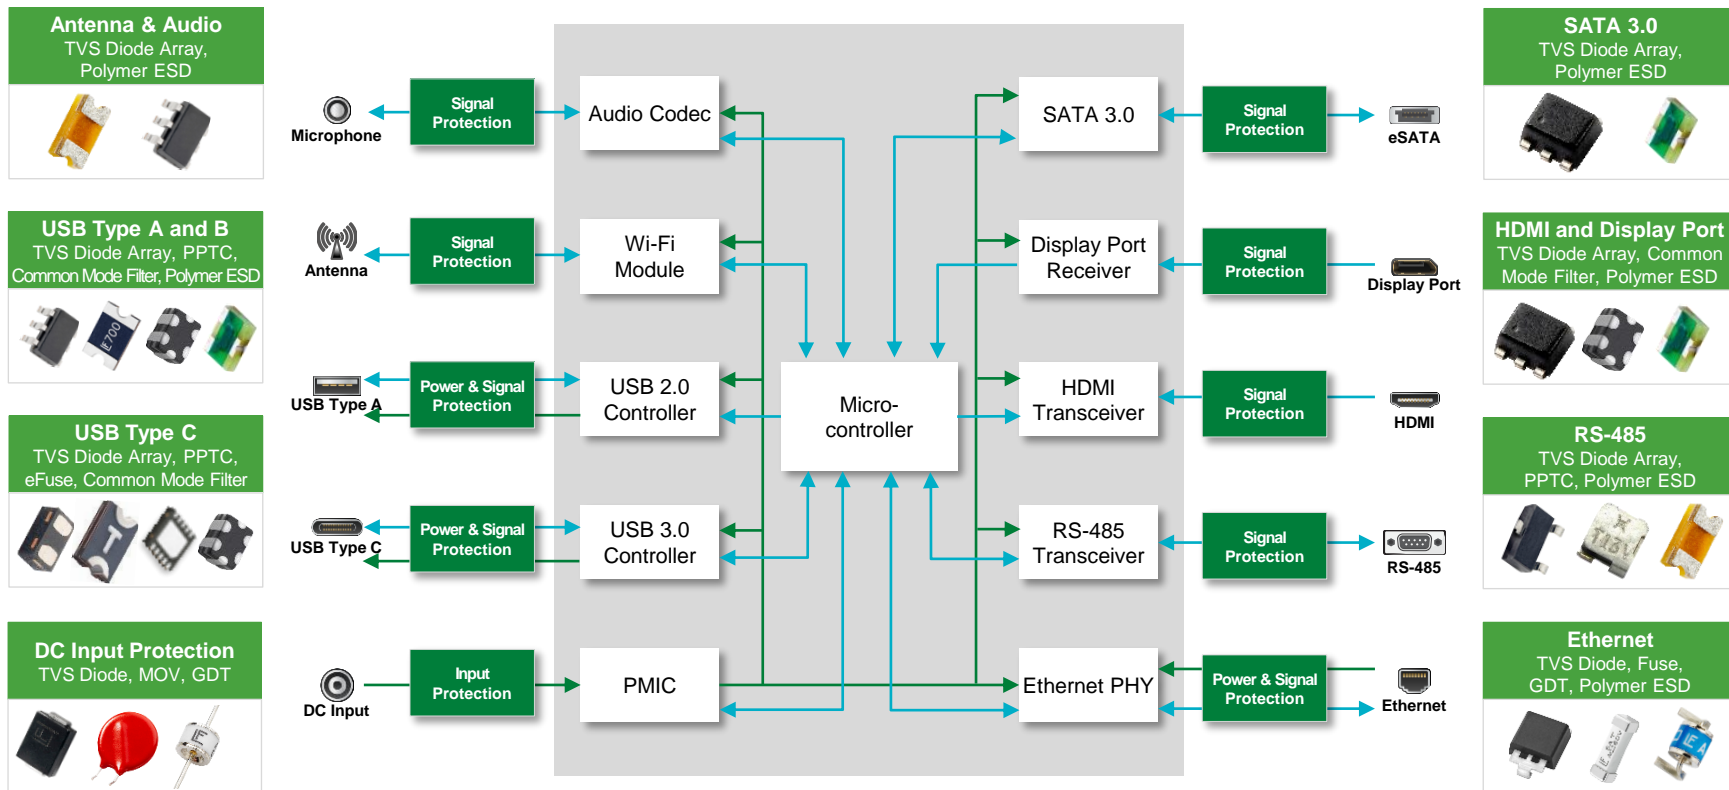 Antenna & Audio
TVS Diode Array,
Polymer ESD
USB Type A and B
TVS Diode Array, PPTC,
Common Mode Filter, Polymer ESD
LF700
USB Type C
TVS Diode Array, PPTC,
eFuse, Common Mode Filter
T
DC Input Protection
TVS Diode, MOV, GDT
LF
Microphone
Signal
Protection
Audio Codec
Antenna
Signal
Protection
Wi-Fi
Module
USB Type A
Power & Signal
Protection
USB 2.0
Controller
USB Type C
Power & Signal
Protection
USB 3.0
Controller
DC Input
Input
Protection
PMIC
Micro-
controller
SATA 3.0
Signal
Protection
eSATA
Display Port
Receiver
Signal
Protection
Display Port
HDMI
Transceiver
Signal
Protection
HDMI
RS-485
Transceiver
Signal
Protection
RS-485
Ethernet PHY
Power & Signal
Protection
Ethernet
SATA 3.0
TVS Diode Array,
Polymer ESD
HDMI and Display Port
TVS Diode Array, Common
Mode Filter, Polymer ESD
RS-485
TVS Diode Array,
PPTC, Polymer ESD
Ethernet
TVS Diode, Fuse,
GDT, Polymer ESD